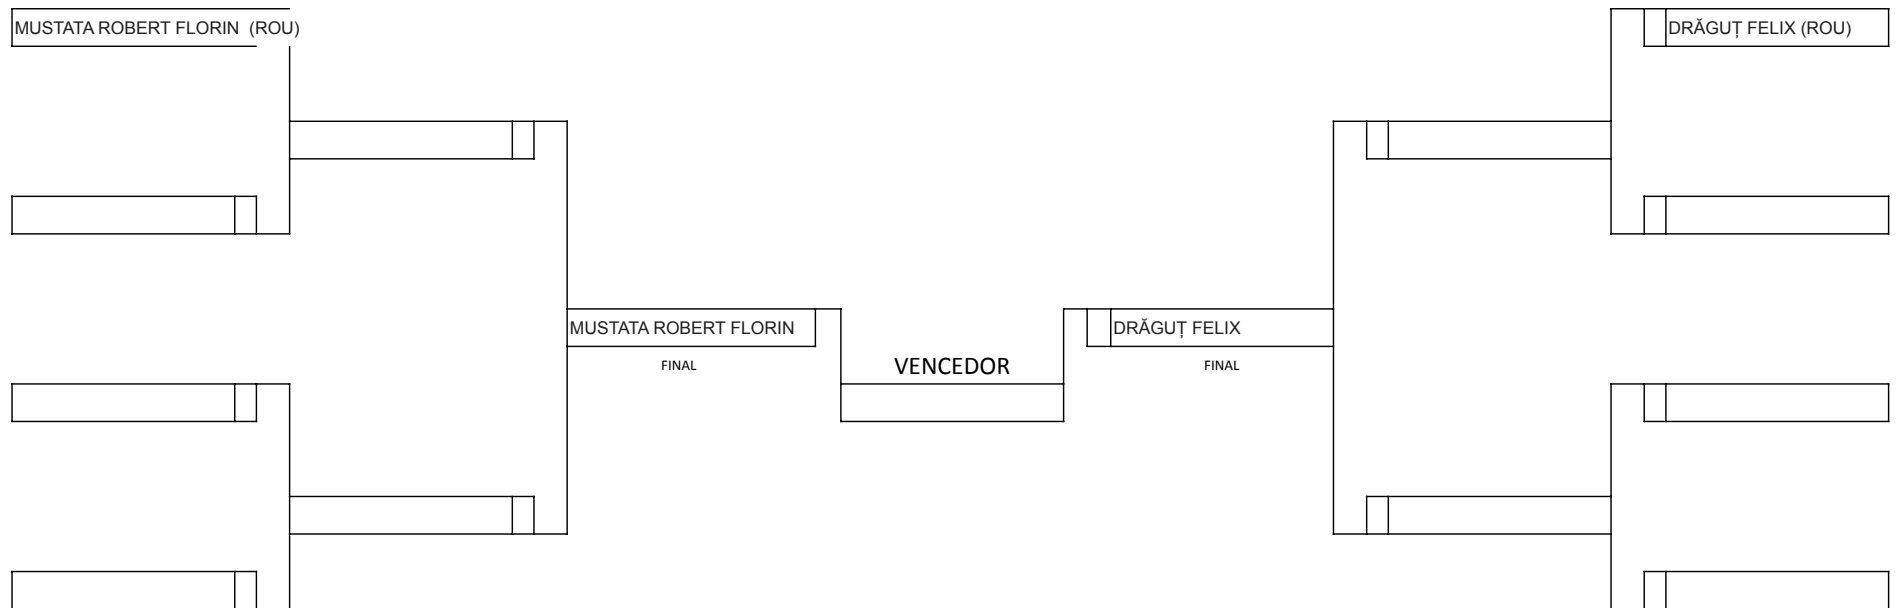 MUSTATA ROBERT FLORIN (ROU)
DRĂGUȚ FELIX (ROU)
MUSTATA ROBERT FLORIN
DRĂGUȚ FELIX
FINAL
VENCEDOR
FINAL